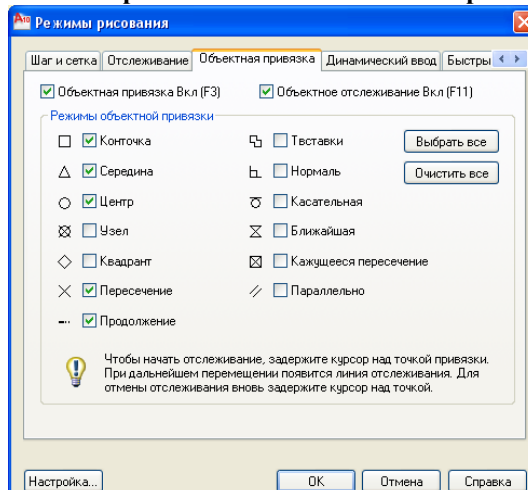 Режимы рисования
Шаг и сетка Отслеживание Объектная привязка Динамический ввод Быстры
Объектная привязка Вкл (F3) Объектное отслеживание Вкл (F11)
Режимы объектной привязки
Конточка Твставки Выбрать все
Середина Нормаль Очистить все
Центр Касательная
Узел Ближайшая
Квадрант Кажущееся пересечение
Пересечение Параллельно
Продолжение
Чтобы начать отслеживание, задержите курсор над точкой привязки.
При дальнейшем перемещении появится линия отслеживания. Для
отмены отслеживания вновь задержите курсор над точкой.
Настройка... OK Отмена Справка